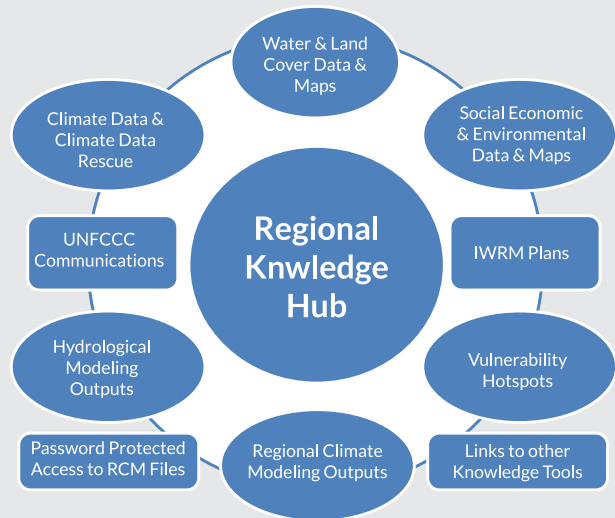 Water & Land
Cover Data &
Maps
Climate Data &
Climate Data
Rescue
Social Economic
& Environmental
Data & Maps
UNFCCC
Communications
Regional
Knwledge
Hub
IWRM Plans
Hydrological
Modeling
Outputs
Vulnerability
Hotspots
Password Protected
Access to RCM Files
Regional Climate
Modeling Outputs
Links to other
Knowledge Tools